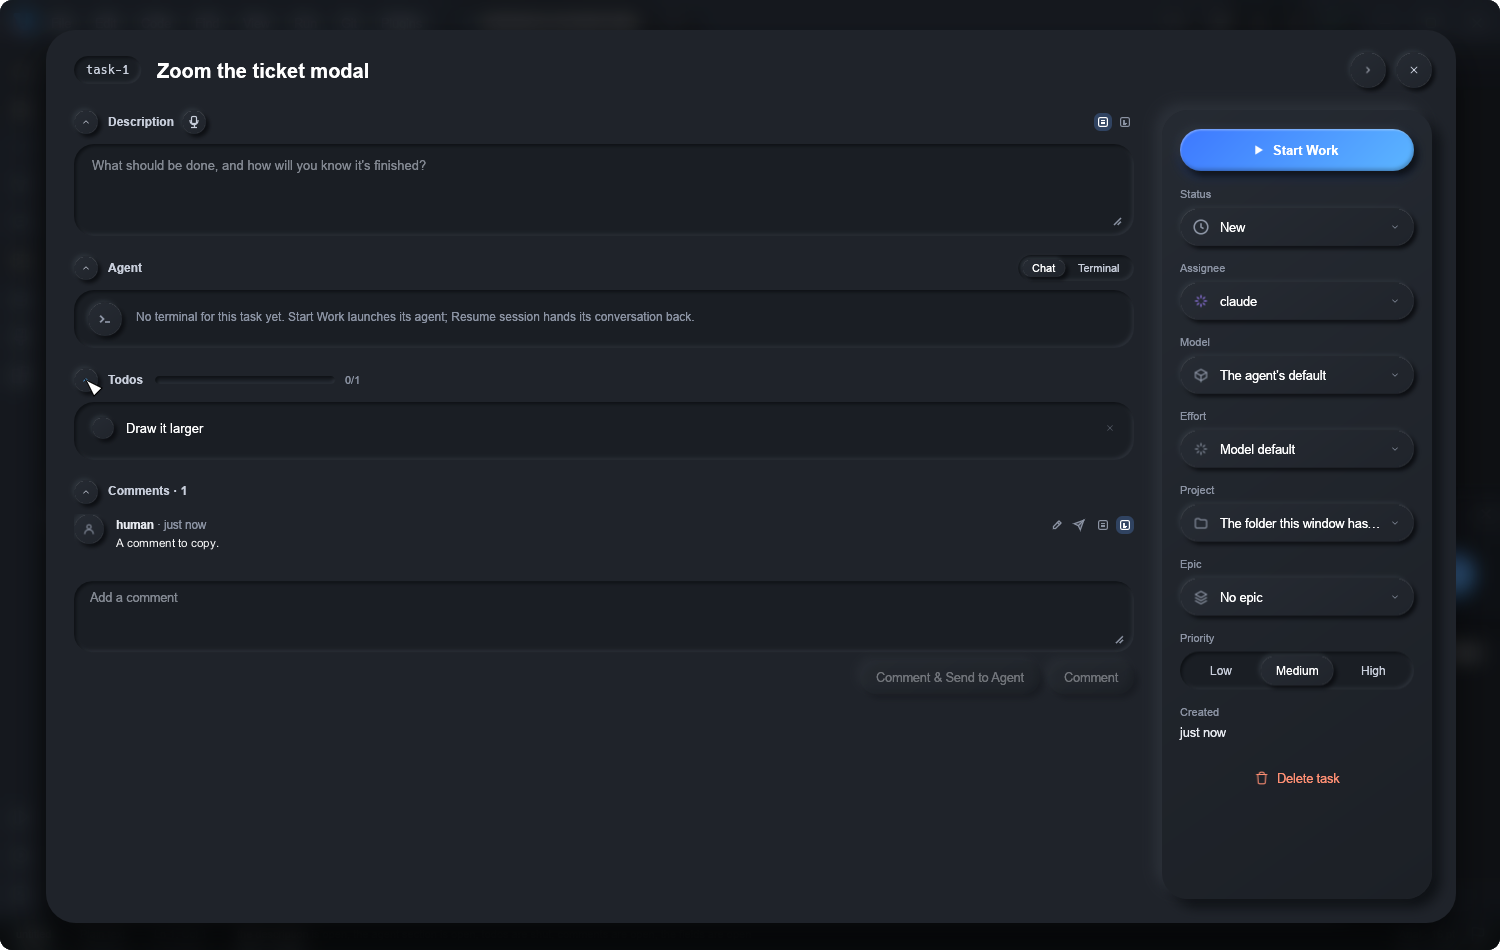 task-1
Zoom the ticket modal
Description
What should be done, and how will you know it's finished?
Agent
Chat
Terminal
No terminal for this task yet. Start Work launches its agent; Resume session hands its conversation back.
Todos
0/1
Draw it larger
Comments · 1
human · just now
A comment to copy.
Add a comment
Comment & Send to Agent
Comment
Start Work
Status
New
Assignee
claude
Model
The agent's default
Effort
Model default
Project
The folder this window has…
Epic
No epic
Priority
Low
Medium
High
Created
just now
Delete task